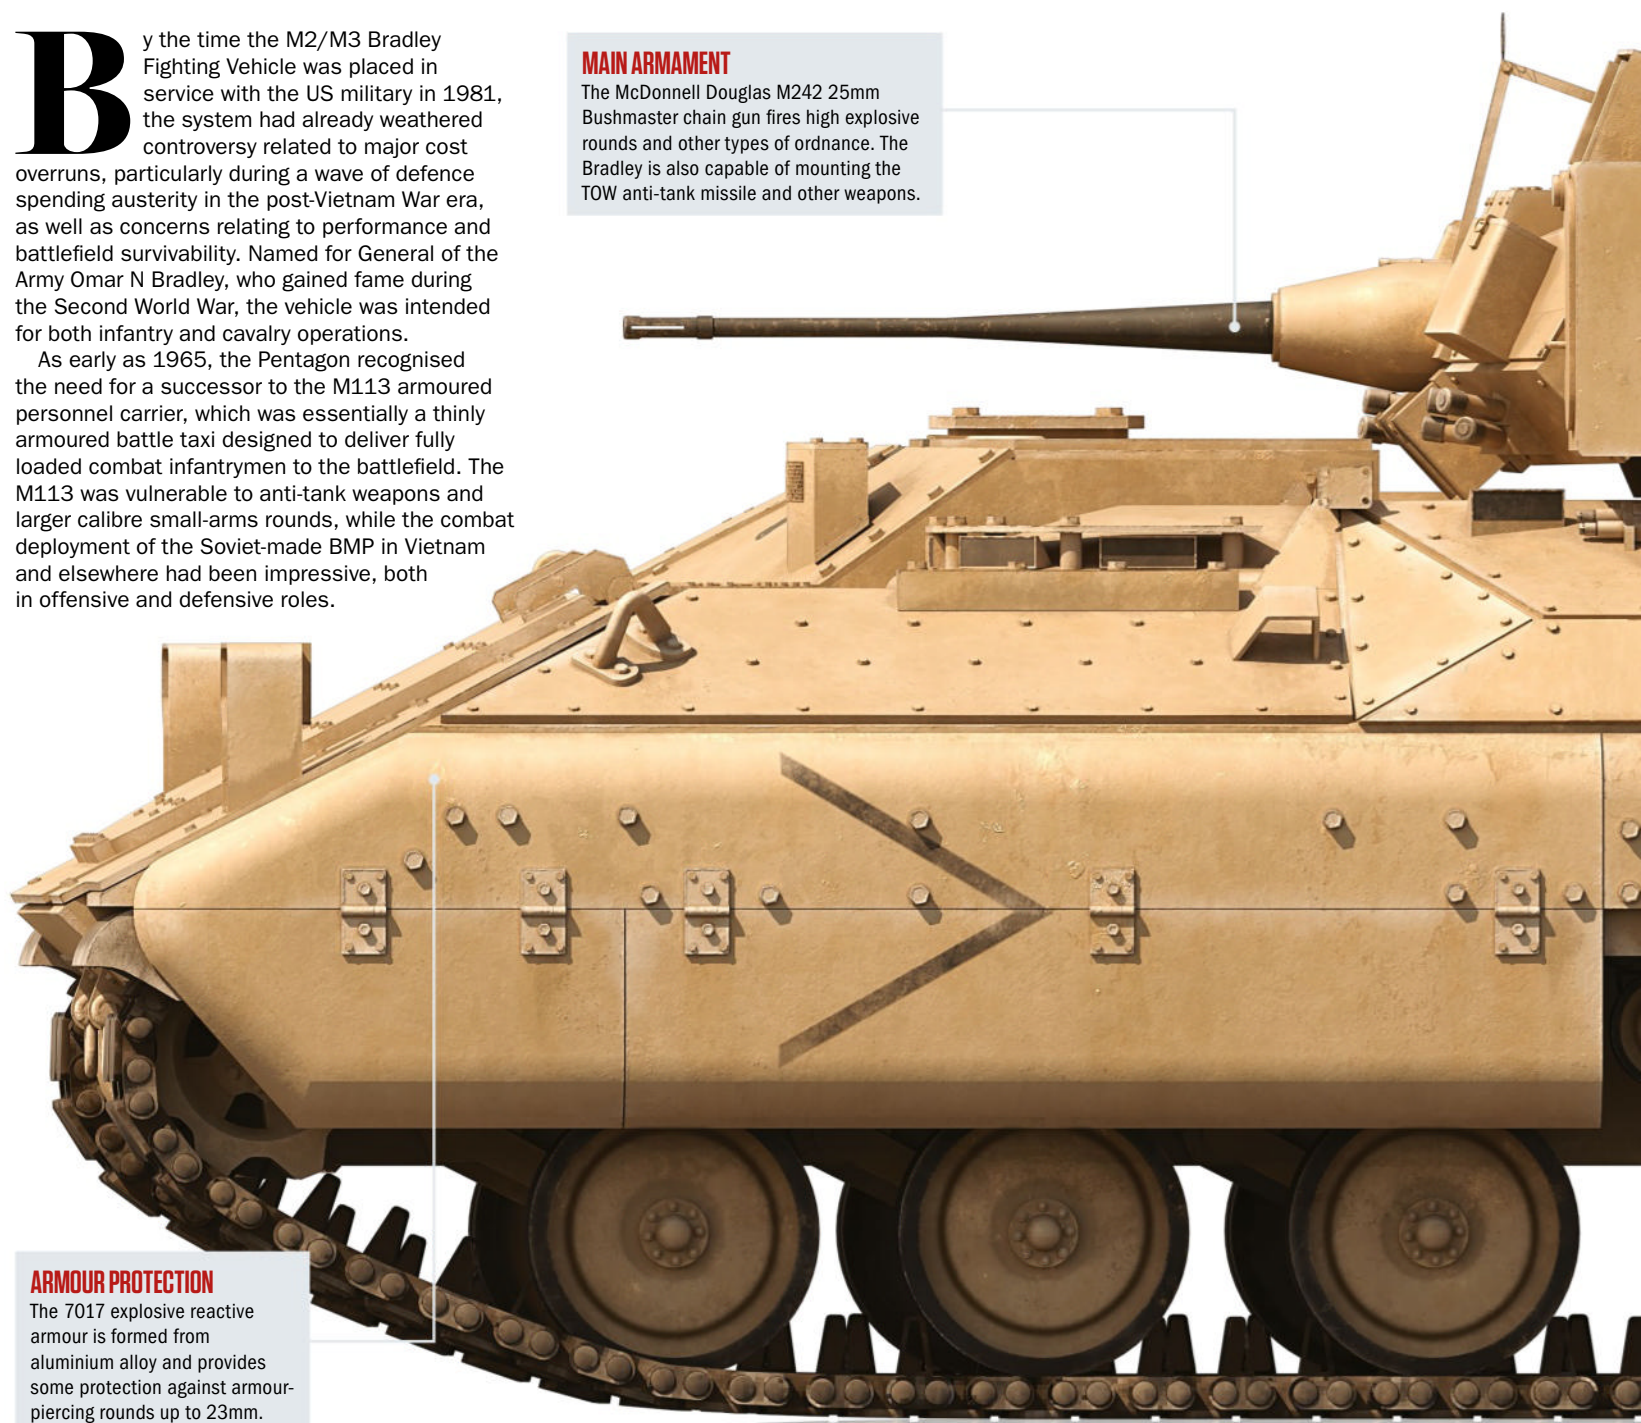 By the time the M2/M3 Bradley
Fighting Vehicle was placed in
service with the US military in 1981,
the system had already weathered
controversy related to major cost
overruns, particularly during a wave of defence
spending austerity in the post-Vietnam War era,
as well as concerns relating to performance and
battlefield survivability. Named for General of the
Army Omar N Bradley, who gained fame during
the Second World War, the vehicle was intended
for both infantry and cavalry operations.
As early as 1965, the Pentagon recognised
the need for a successor to the M113 armoured
personnel carrier, which was essentially a thinly
armoured battle taxi designed to deliver fully
loaded combat infantrymen to the battlefield. The
M113 was vulnerable to anti-tank weapons and
larger calibre small-arms rounds, while the combat
deployment of the Soviet-made BMP in Vietnam
and elsewhere had been impressive, both
in offensive and defensive roles.
MAIN ARMAMENT
The McDonnell Douglas M242 25mm
Bushmaster chain gun fires high explosive
rounds and other types of ordnance. The
Bradley is also capable of mounting the
TOW anti-tank missile and other weapons.
ARMOUR PROTECTION
The 7017 explosive reactive
armour is formed from
aluminium alloy and provides
some protection against armour-
piercing rounds up to 23mm.